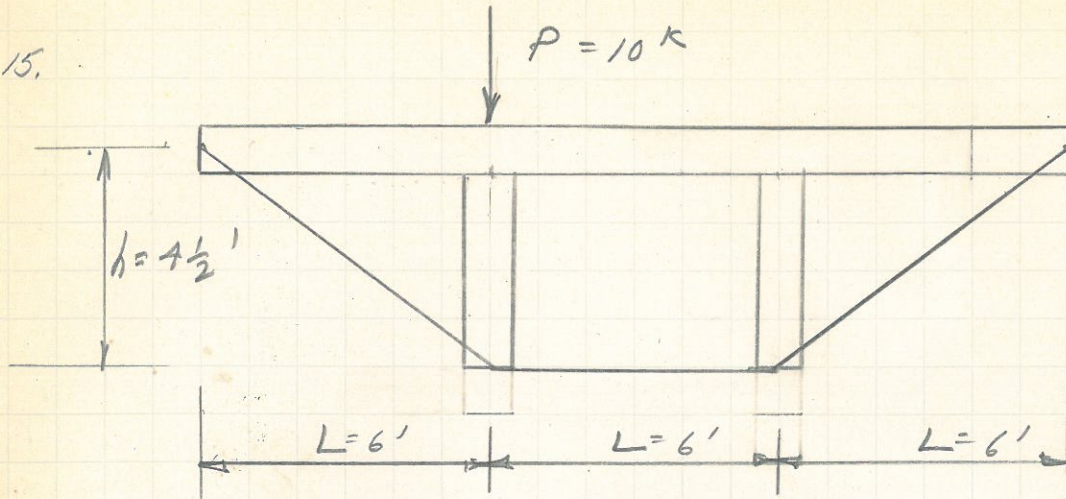 15.
P = 10 K
h = 4 1/2 '
L = 6'
L = 6'
L = 6'